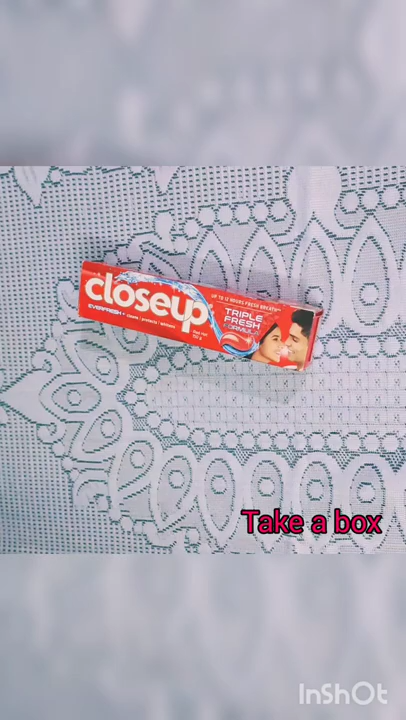 closeup
EVERFRESH+
UP TO 12 HOURS FRESH BREATH
TRIPLE
FRESH
FORMULA
Take a box
InShOt